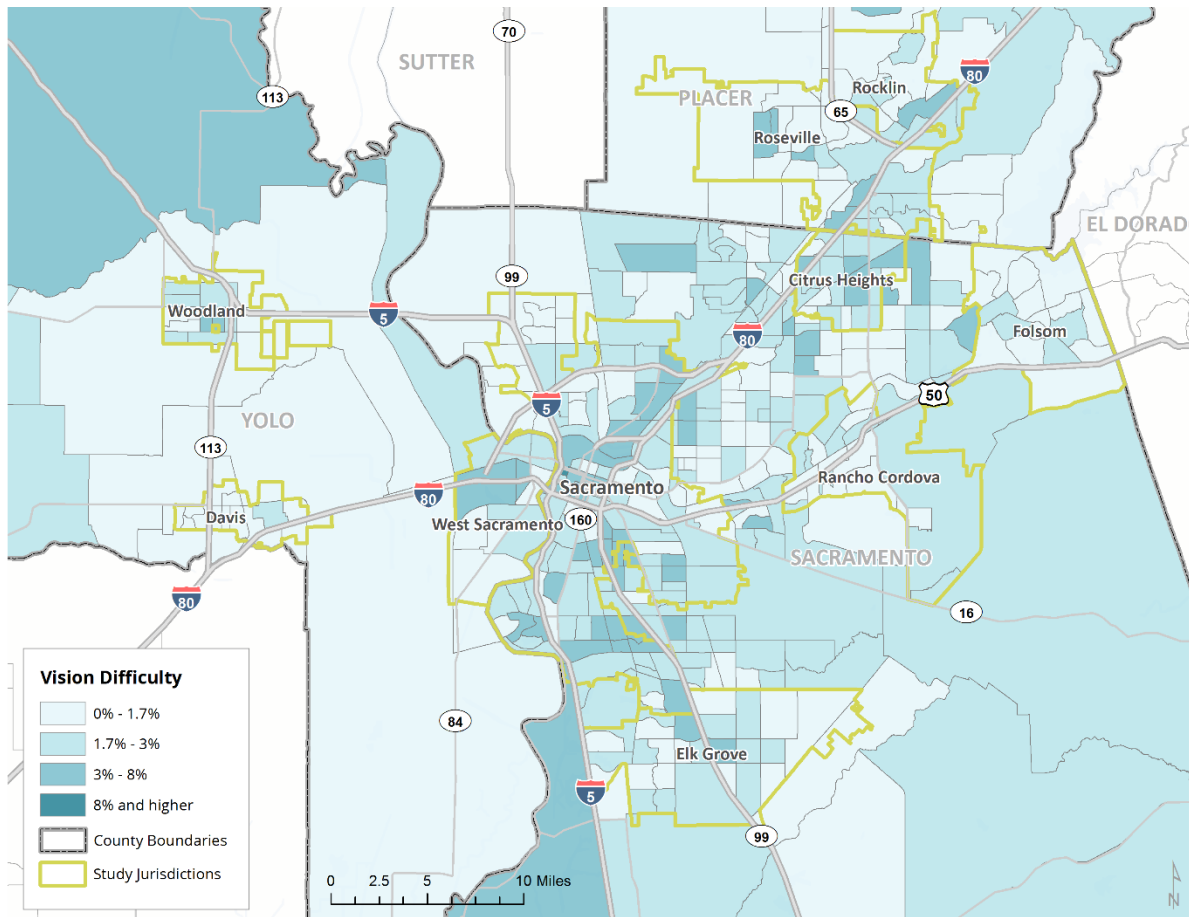 70
SUTTER
80
113
PLACER
Rocklin
65
Roseville
EL DORAD
99
Citrus Heights
Woodland
5
80
Folsom
50
5
YOLO
113
Rancho Cordova
Sacramento
80
West Sacramento
160
Davis
SACRAMENTO
80
16
Vision Difficulty
0% - 1.7%
1.7% - 3%
3% - 8%
8% and higher
County Boundaries
Study Jurisdictions
84
Elk Grove
5
99
0 2.5 5 10 Miles
N